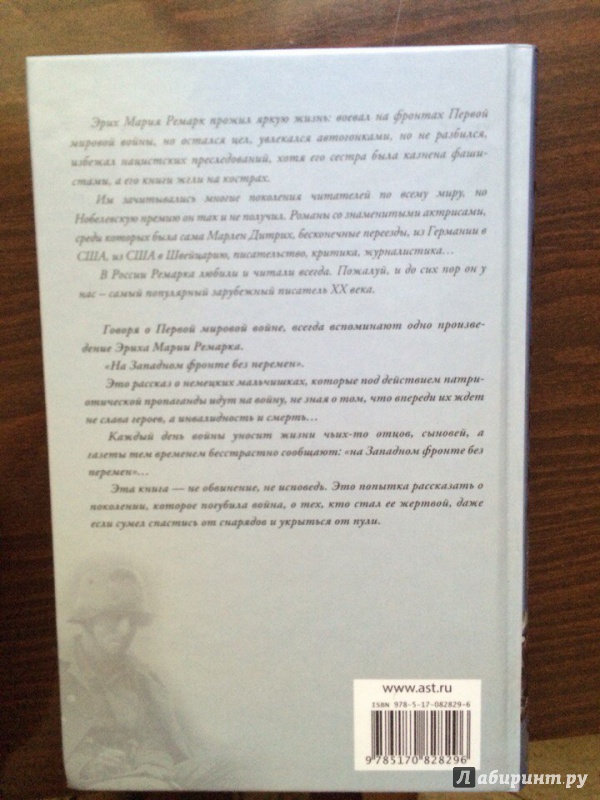 Эрих Мария Ремарк прожил яркую жизнь: воевал на фронтах Первой
мировой войны, но остался цел, увлекался автогонками, но не разбился,
избежал нацистских преследований, хотя его сестра была казнена фаши-
стами, а его книги жгли на кострах.
Им зачитывались многие поколения читателей по всему миру, но
Нобелевскую премию он так и не получил. Романы со знаменитыми актрисами,
среди которых была сама Марлен Дитрих, бесконечные переезды, из Германии в
США, из США в Швейцарию, писательство, критика, журналистика…
В России Ремарка любили и читали всегда. Пожалуй, и до сих пор он у
нас – самый популярный зарубежный писатель XX века.
Говоря о Первой мировой войне, всегда вспоминают одно произве-
дение Эриха Марии Ремарка.
«На Западном фронте без перемен».
Это рассказ о немецких мальчишках, которые под действием патри-
отической пропаганды идут на войну, не зная о том, что впереди их ждет
не слава героев, а инвалидность и смерть…
Каждый день войны уносит жизни чьих-то отцов, сыновей, а
газеты тем временем бесстрастно сообщают: «на Западном фронте без
перемен»…
Эта книга — не обвинение, не исповедь. Это попытка рассказать о
поколении, которое погубила война, о тех, кто стал ее жертвой, даже
если сумел спастись от снарядов и укрыться от пули.
www.ast.ru
ISBN 978-5-17-082829-6
9785170828296
Лабиринт.ру